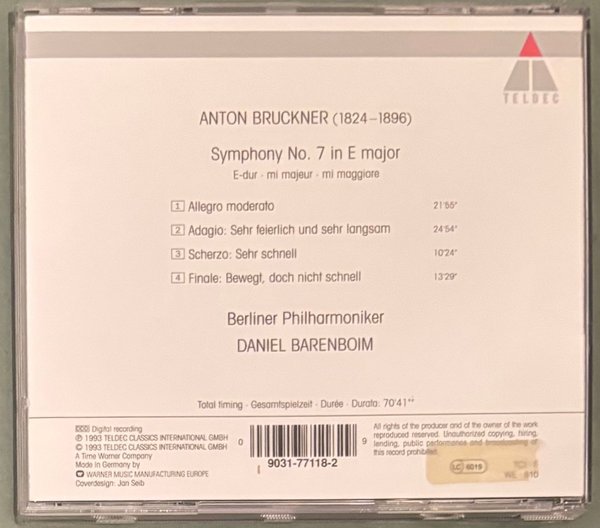 TELDEC
ANTON BRUCKNER (1824–1896)
Symphony No. 7 in E major
E-dur · mi majeur · mi maggiore
1 Allegro moderato 21'55"
2 Adagio: Sehr feierlich und sehr langsam 24'54"
3 Scherzo: Sehr schnell 10'24"
4 Finale: Bewegt, doch nicht schnell 13'29"
Berliner Philharmoniker
DANIEL BARENBOIM
Total timing · Gesamtspielzeit · Durée · Durata: 70'41"
DDD Digital recording
℗ 1993 TELDEC CLASSICS INTERNATIONAL GMBH
© 1993 TELDEC CLASSICS INTERNATIONAL GMBH
A Time Warner Company
Made in Germany by
WARNER MUSIC MANUFACTURING EUROPE
Coverdesign: Jan Seib
0 9
9031-77118-2
All rights of the producer and of the owner of the work
reproduced reserved. Unauthorized copying, hiring,
lending, public performance and broadcasting of
this record prohibited.
LC 6019
WE 810